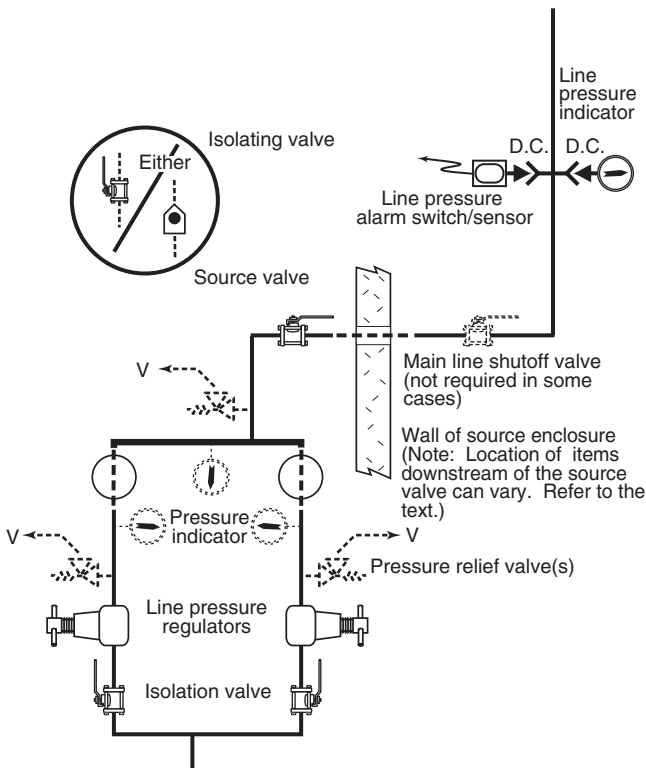 Line
pressure
indicator
D.C. D.C.
Isolating valve
Either
Line pressure
alarm switch/sensor
Source valve
Main line shutoff valve
(not required in some
cases)
V
Wall of source enclosure
(Note: Location of items
downstream of the source
valve can vary. Refer to the
text.)
Pressure
indicator
V
V
Pressure relief valve(s)
Line pressure
regulators
Isolation valve